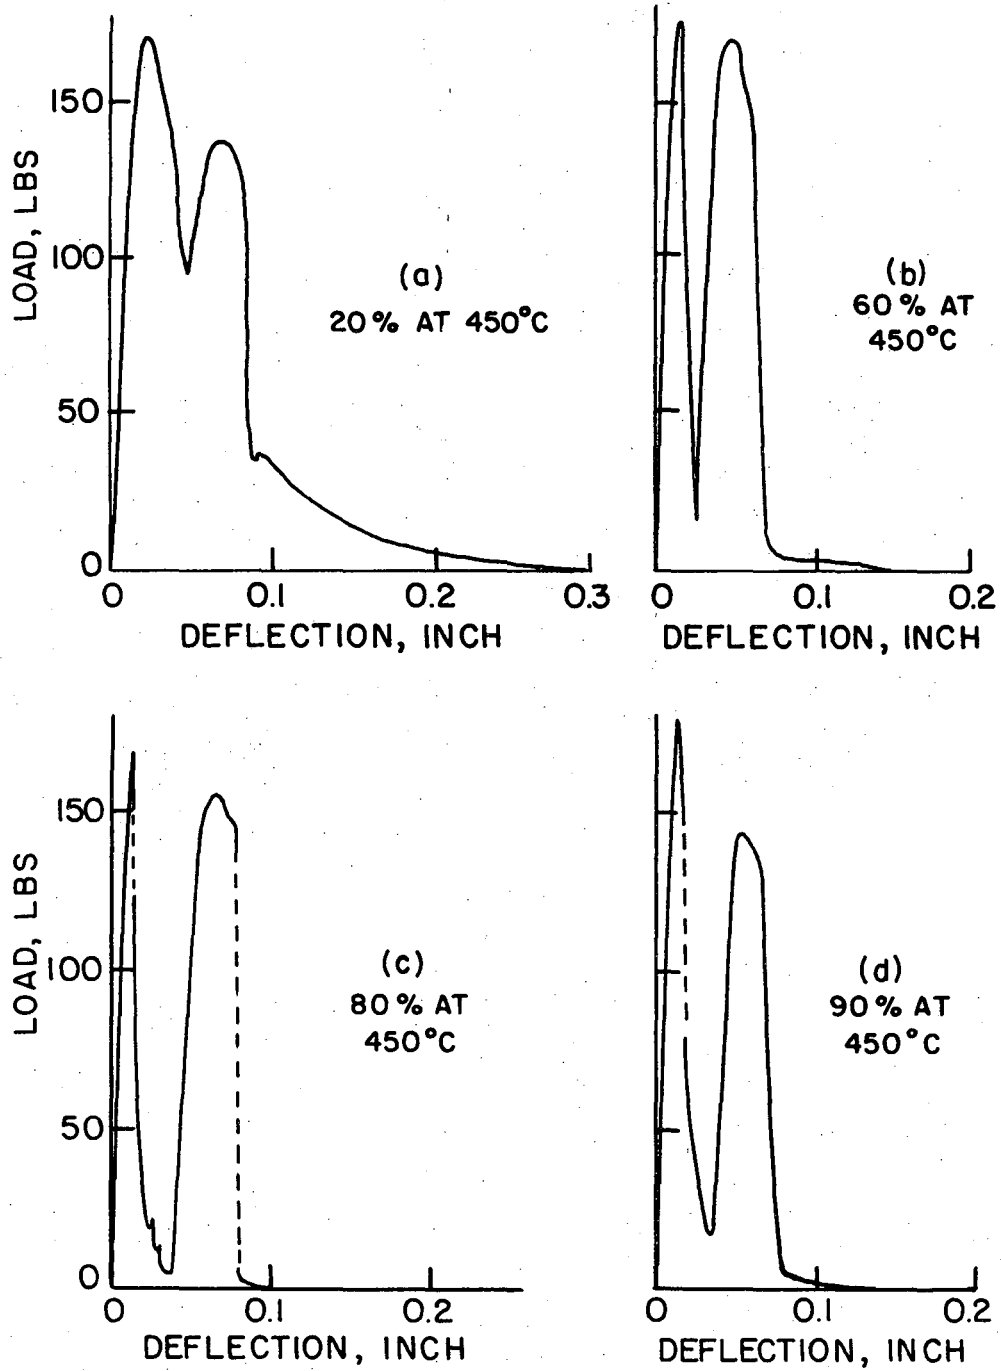 LOAD, LBS
150
100
50
0
(a)
20% AT 450°C
0 0.1 0.2 0.3
DEFLECTION, INCH
(b)
60% AT
450°C
0 0.1 0.2
DEFLECTION, INCH
LOAD, LBS
150
100
50
0
(c)
80% AT
450°C
0 0.1 0.2
DEFLECTION, INCH
(d)
90% AT
450°C
0 0.1 0.2
DEFLECTION, INCH